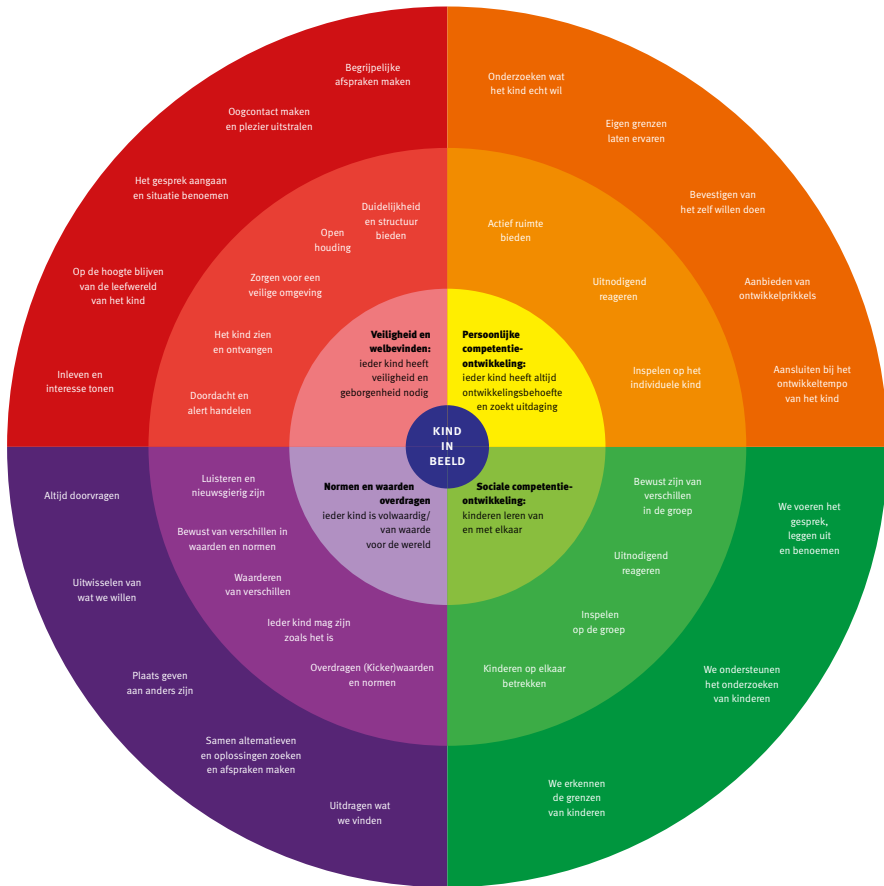 Begrijpelijke
afspraken maken
Oogcontact maken
en plezier uitstralen
Het gesprek aangaan
en situatie benoemen
Op de hoogte blijven
van de leefwereld
van het kind
Inleven en
interesse tonen
Duidelijkheid
en structuur
bieden
Open
houding
Zorgen voor een
veilige omgeving
Het kind zien
en ontvangen
Doordacht en
alert handelen
Veiligheid en
welbevinden:
ieder kind heeft
veiligheid en
geborgenheid nodig
Onderzoeken wat
het kind echt wil
Eigen grenzen
laten ervaren
Bevestigen van
het zelf willen doen
Aanbieden van
ontwikkelprikkels
Aansluiten bij het
ontwikkeltempo
van het kind
Actief ruimte
bieden
Uitnodigend
reageren
Inspelen op het
individuele kind
Persoonlijke
competentie-
ontwikkeling:
ieder kind heeft altijd
ontwikkelingsbehoefte
en zoekt uitdaging
KIND
IN
BEELD
Normen en waarden
overdragen
ieder kind is volwaardig/
van waarde
voor de wereld
Luisteren en
nieuwsgierig zijn
Bewust van verschillen in
waarden en normen
Waarderen
van verschillen
Ieder kind mag zijn
zoals het is
Overdragen (Kicker)waarden
en normen
Altijd doorvragen
Uitwisselen van
wat we willen
Plaats geven
aan anders zijn
Samen alternatieven
en oplossingen zoeken
en afspraken maken
Uitdragen wat
we vinden
Sociale competentie-
ontwikkeling:
kinderen leren van
en met elkaar
Bewust zijn van
verschillen
in de groep
Uitnodigend
reageren
Inspelen
op de groep
Kinderen op elkaar
betrekken
We voeren het
gesprek,
leggen uit
en benoemen
We ondersteunen
het onderzoeken
van kinderen
We erkennen
de grenzen
van kinderen